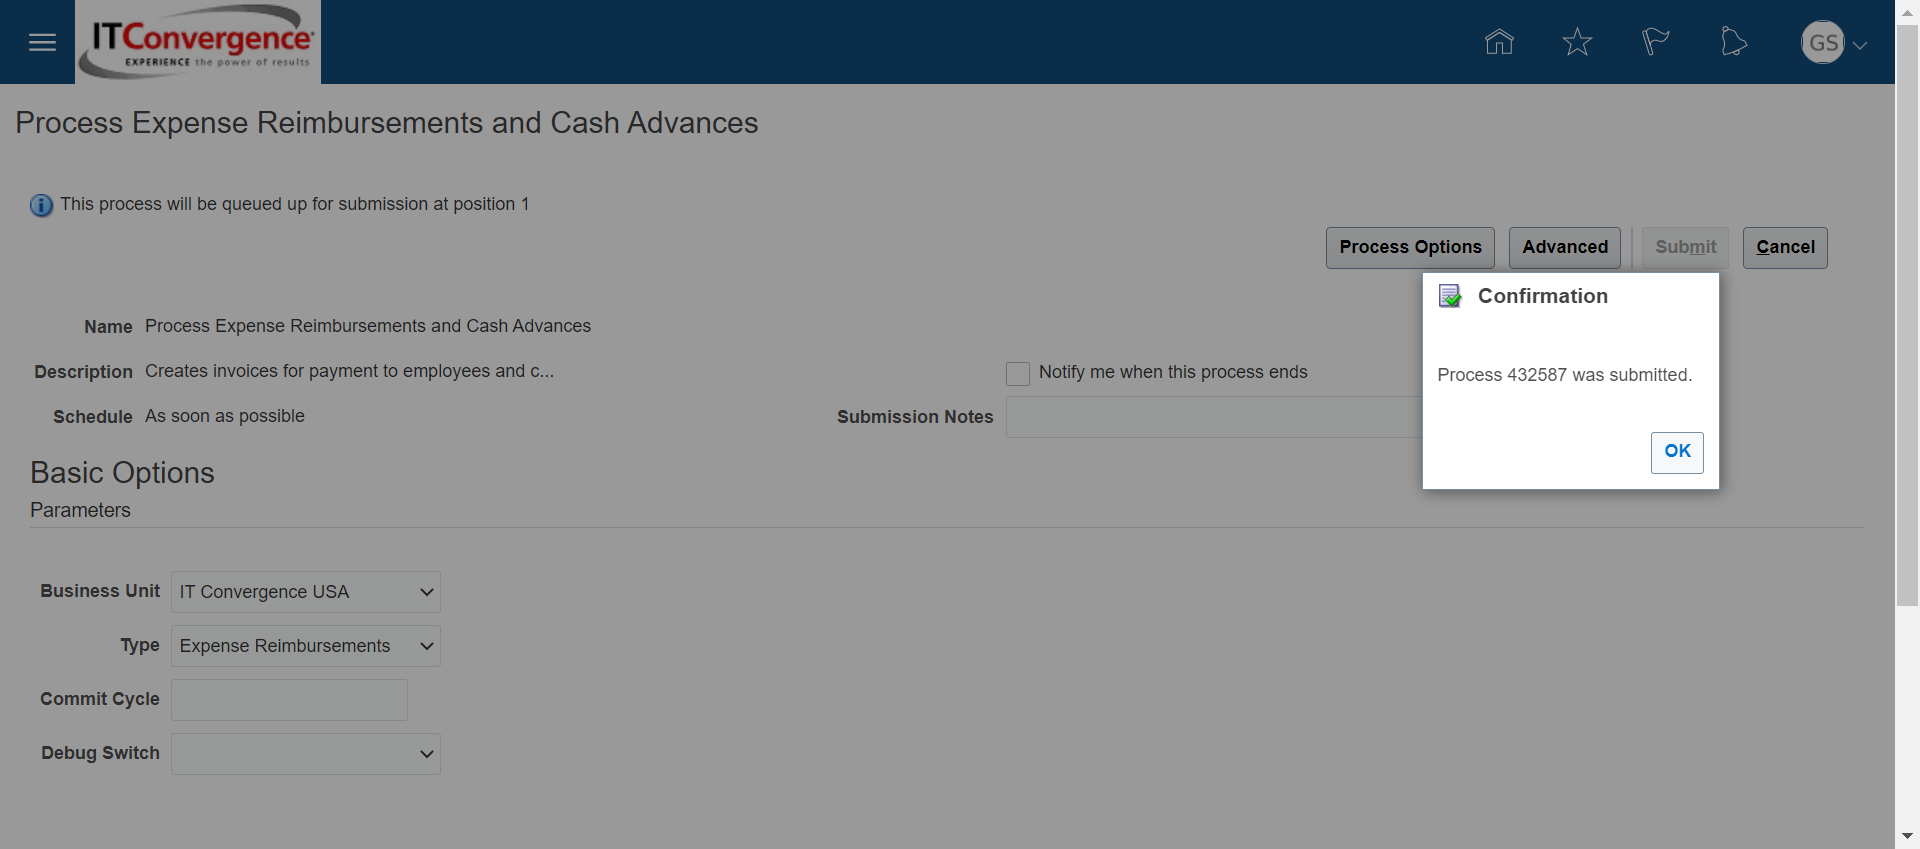 ITConvergence
EXPERIENCE the power of results
GS
Process Expense Reimbursements and Cash Advances
This process will be queued up for submission at position 1
Process Options
Advanced
Submit
Cancel
Confirmation
Process 432587 was submitted.
OK
Name Process Expense Reimbursements and Cash Advances
Description Creates invoices for payment to employees and c...
Notify me when this process ends
Schedule As soon as possible
Submission Notes
Basic Options
Parameters
Business Unit IT Convergence USA
Type Expense Reimbursements
Commit Cycle
Debug Switch